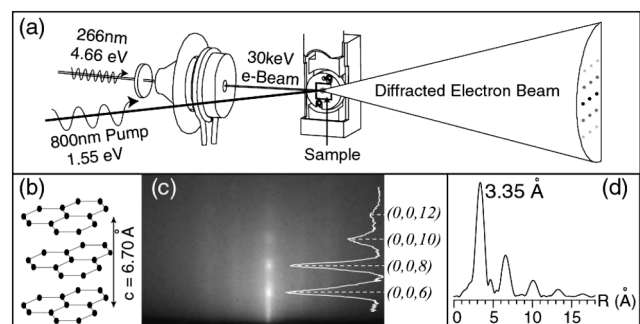 (a)
266nm
4.66 eV
30keV
e-Beam
Diffracted Electron Beam
800nm Pump
1.55 eV
Sample
(b)
c = 6.70 Å
(c)
(0,0,12)
(0,0,10)
(0,0,8)
(0,0,6)
3.35 Å
(d)
0 5 10 15 R (Å)